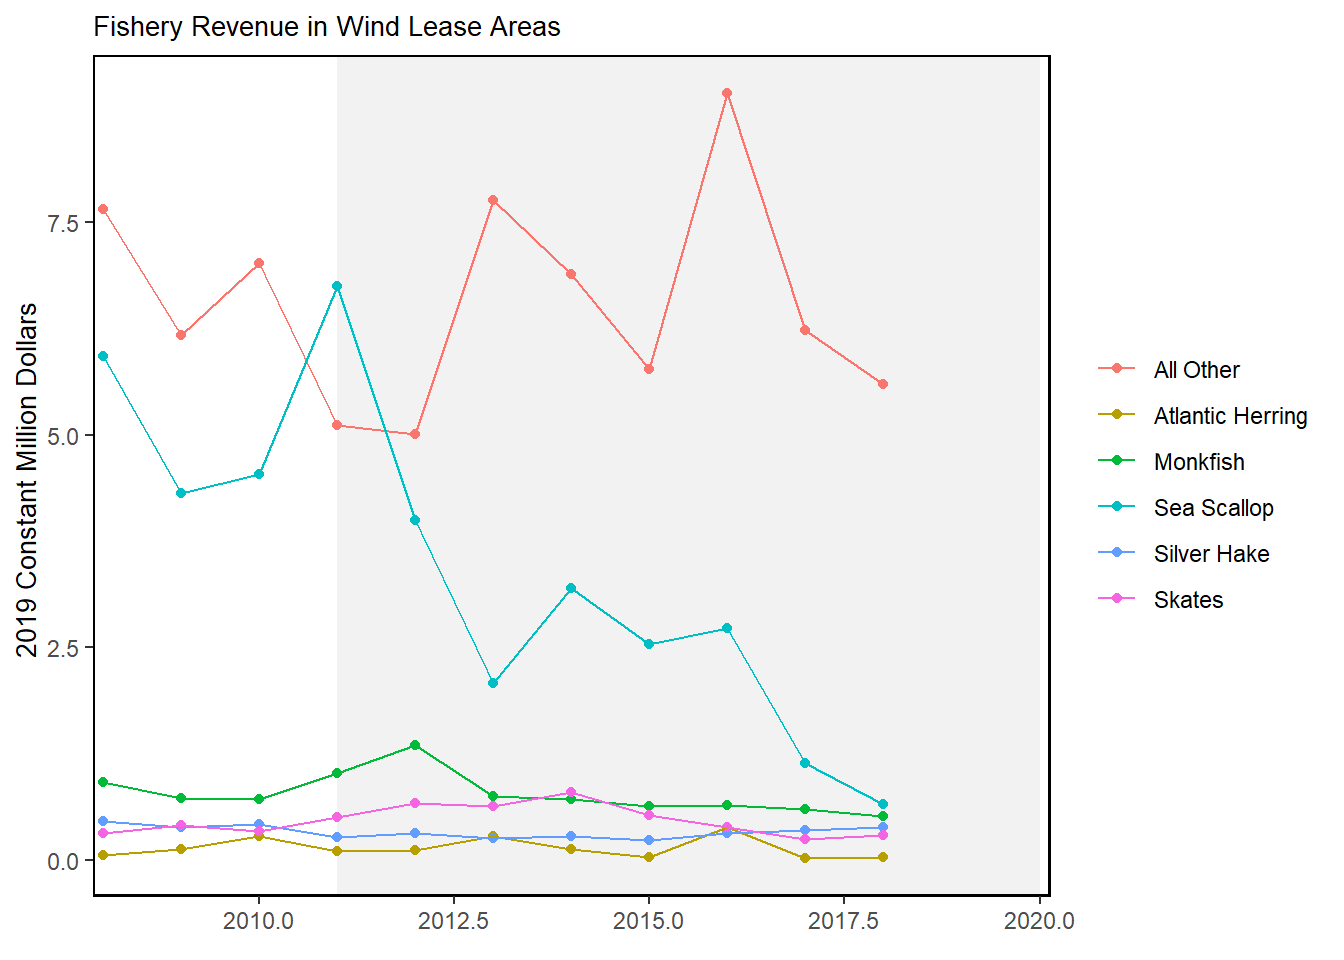 Fishery Revenue in Wind Lease Areas
2019 Constant Million Dollars
7.5
5.0
2.5
0.0
2010.0
2012.5
2015.0
2017.5
2020.0
All Other
Atlantic Herring
Monkfish
Sea Scallop
Silver Hake
Skates